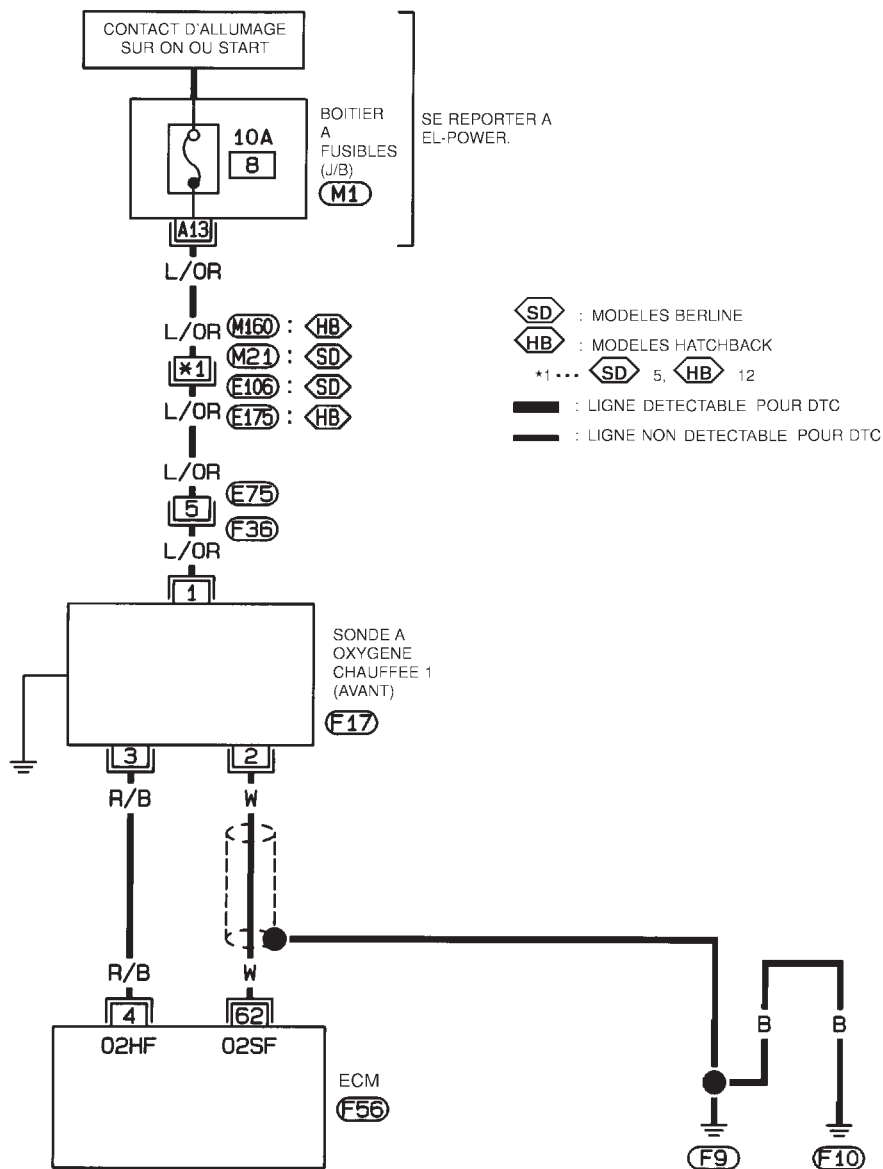 CONTACT D'ALLUMAGE
SUR ON OU START
10A
8
BOITIER
A
FUSIBLES
(J/B)
M1
SE REPORTER A
EL-POWER.
A13
L/OR
L/OR
M160 : HB
M21 : SD
*1
E106 : SD
L/OR
E175 : HB
SD : MODELES BERLINE
HB : MODELES HATCHBACK
*1 ••• SD 5, HB 12
: LIGNE DETECTABLE POUR DTC
: LIGNE NON DETECTABLE POUR DTC
L/OR
E75
5
F36
L/OR
1
SONDE A
OXYGENE
CHAUFFEE 1
(AVANT)
F17
3
2
R/B
W
R/B
W
4
62
O2HF
O2SF
ECM
F56
B
B
F9
F10